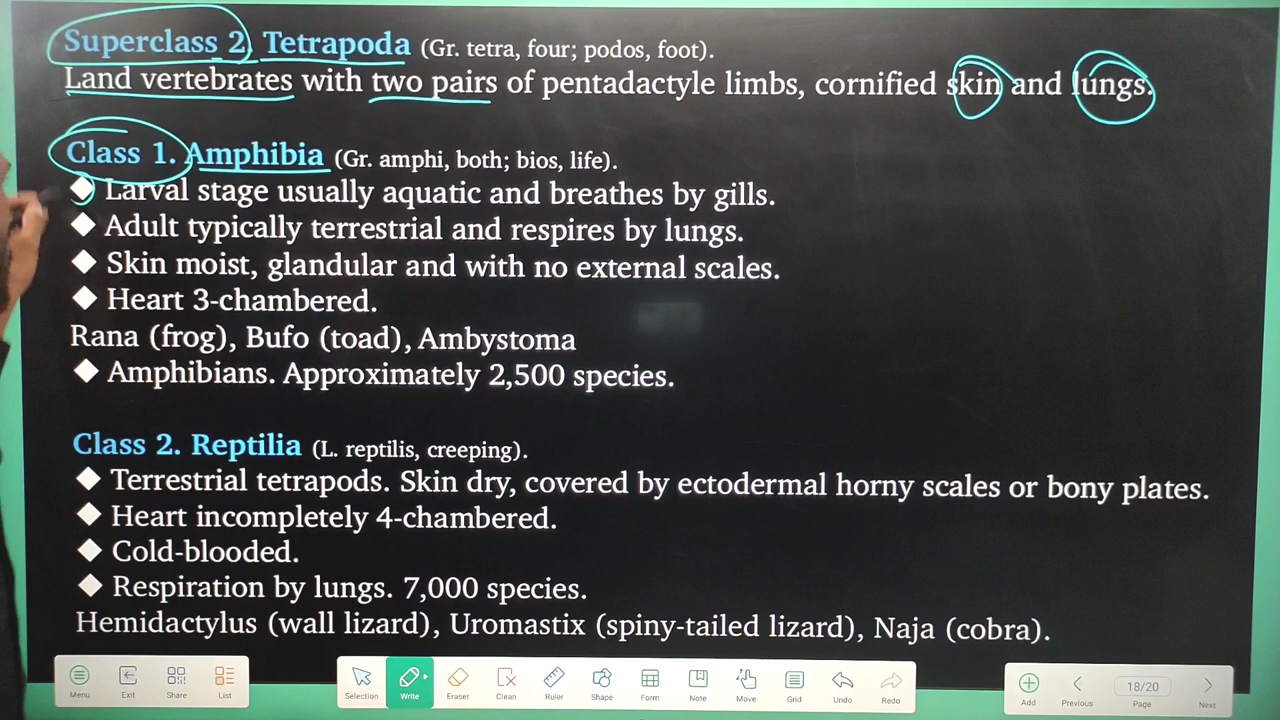 Superclass 2. Tetrapoda (Gr. tetra, four; podos, foot).
Land vertebrates with two pairs of pentadactyle limbs, cornified skin and lungs.
Class 1. Amphibia (Gr. amphi, both; bios, life).
◆ Larval stage usually aquatic and breathes by gills.
◆ Adult typically terrestrial and respires by lungs.
◆ Skin moist, glandular and with no external scales.
◆ Heart 3-chambered.
Rana (frog), Bufo (toad), Ambystoma
◆ Amphibians. Approximately 2,500 species.
Class 2. Reptilia (L. reptilis, creeping).
◆ Terrestrial tetrapods. Skin dry, covered by ectodermal horny scales or bony plates.
◆ Heart incompletely 4-chambered.
◆ Cold-blooded.
◆ Respiration by lungs. 7,000 species.
Hemidactylus (wall lizard), Uromastix (spiny-tailed lizard), Naja (cobra).
Menu Exit Share List Selection Write Eraser Clean Ruler Shape Form Note Move Grid Undo Redo Add Previous 18/20 Page Next